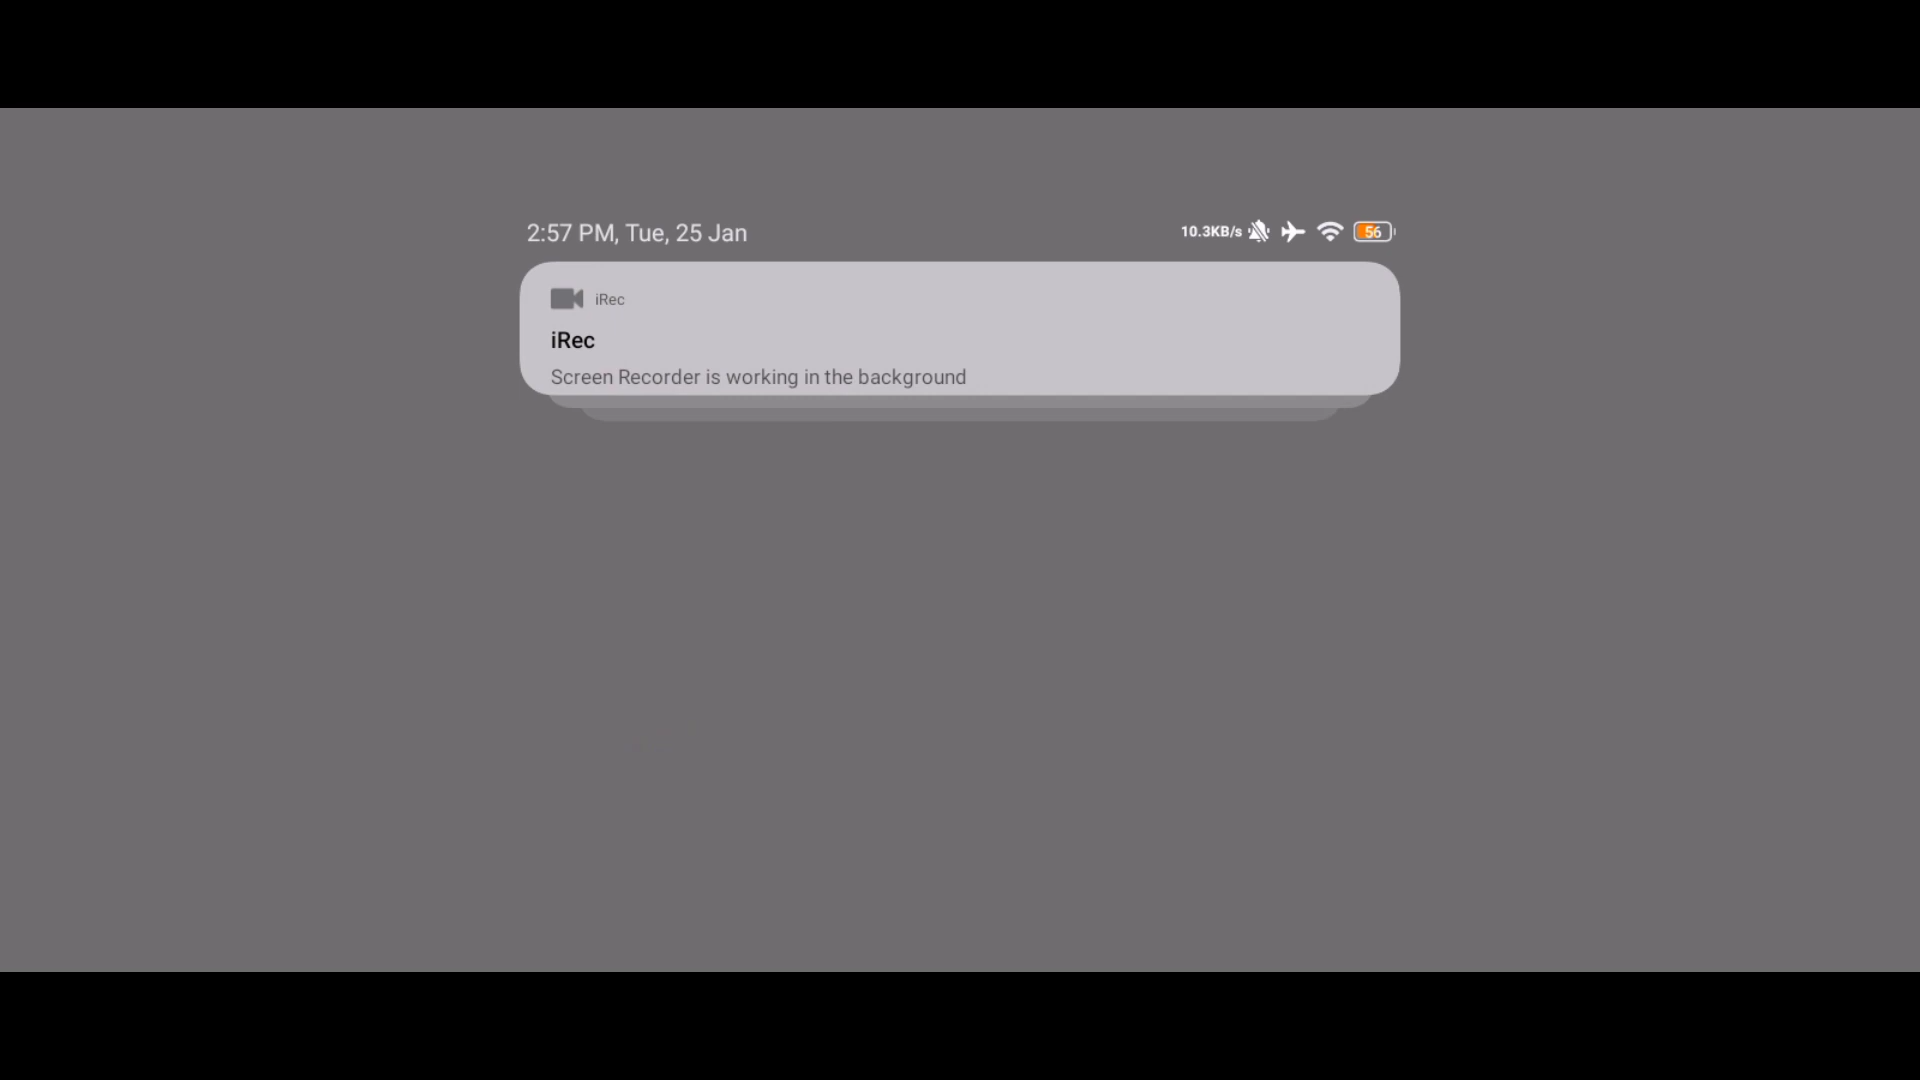 2:57 PM, Tue, 25 Jan
10.3KB/s 56
iRec
iRec
Screen Recorder is working in the background